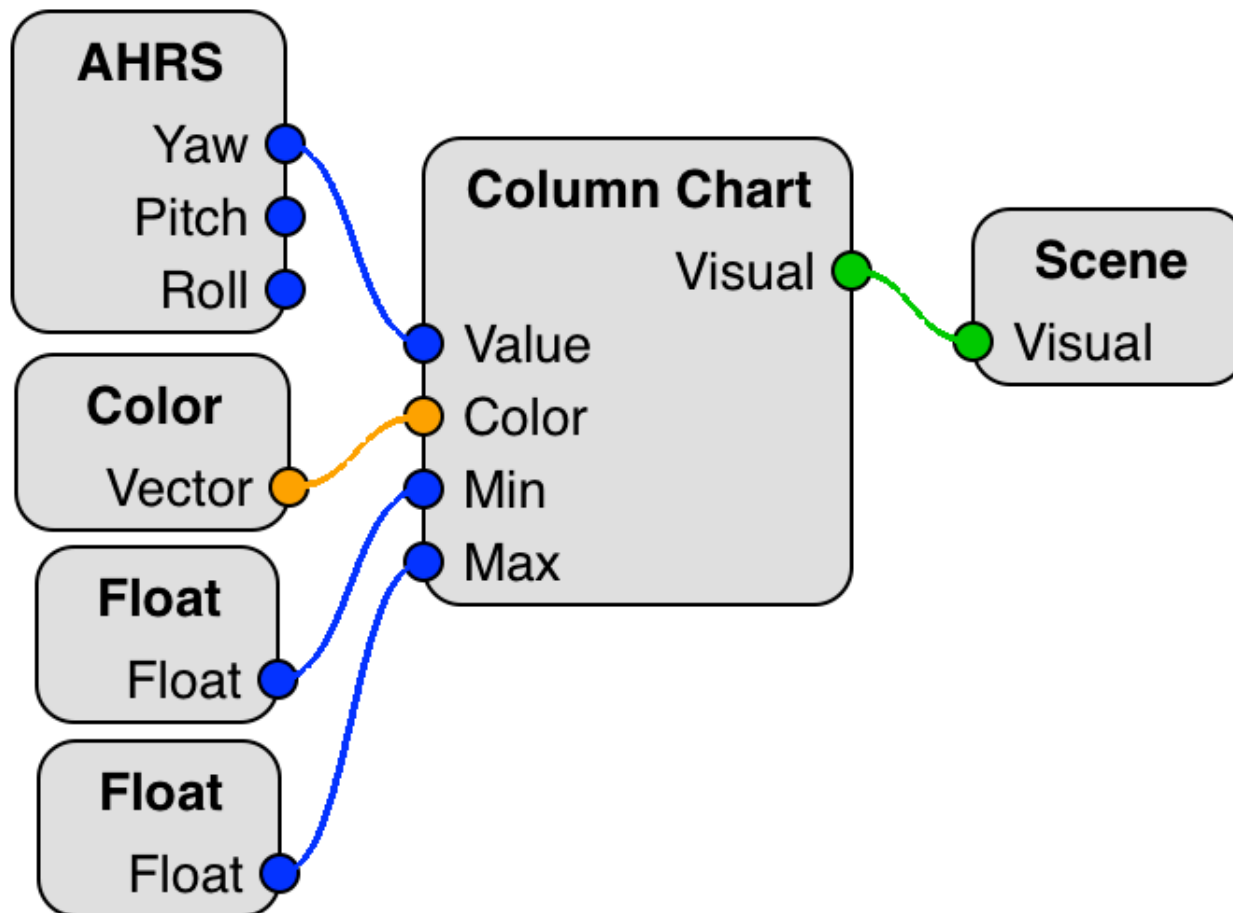 AHRS
Yaw
Pitch
Roll
Color
Vector
Float
Float
Float
Float
Column Chart
Visual
Value
Color
Min
Max
Scene
Visual